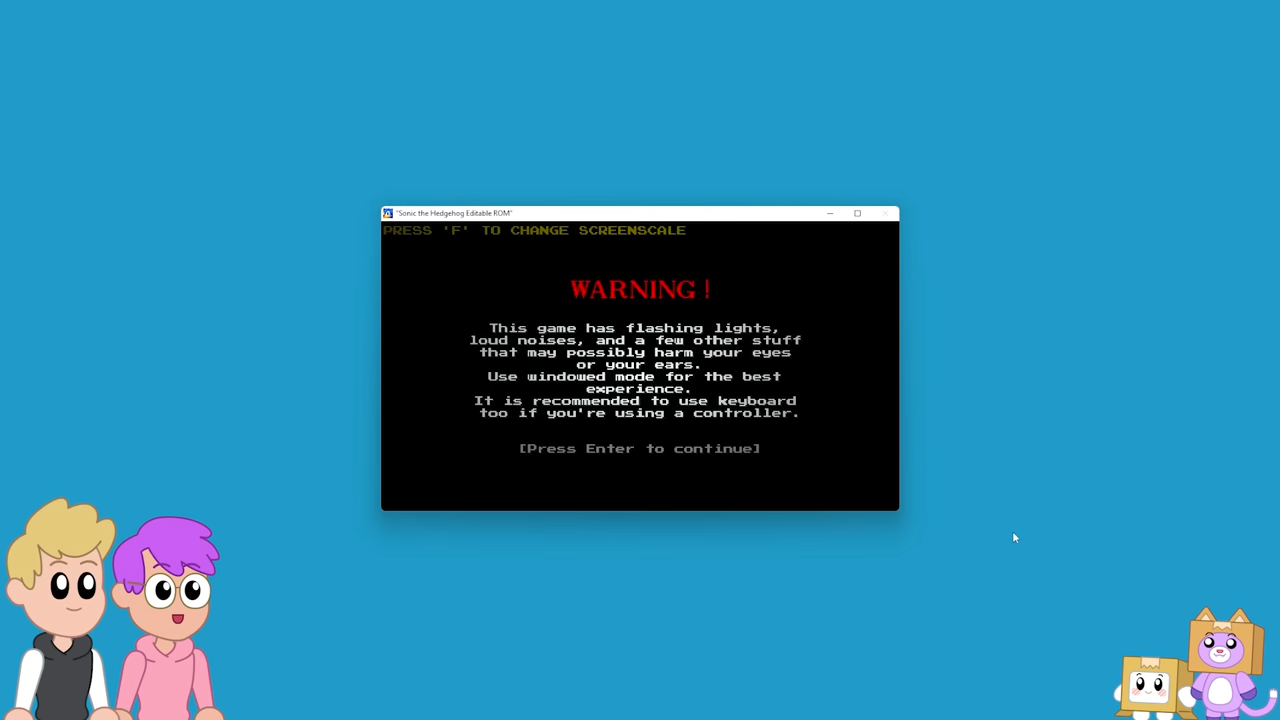 "Sonic the Hedgehog Editable ROM"
PRESS 'F' TO CHANGE SCREENSCALE
WARNING!
This game has flashing lights,
loud noises, and a few other stuff
that may possibly harm your eyes
or your ears.
Use windowed mode for the best
experience.
It is recommended to use keyboard
too if you're using a controller.
[Press Enter to continue]